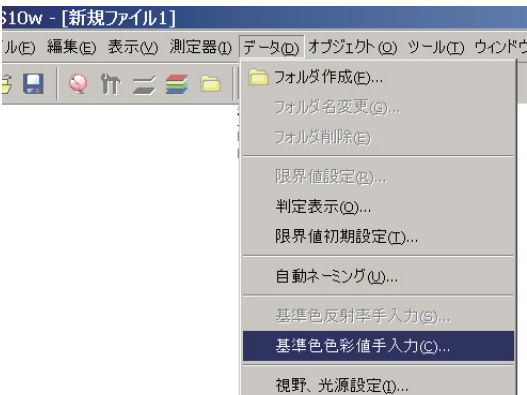 S10w - [新規ファイル1]
ル(E) 編集(E) 表示(V) 測定器(I) データ(D) オブジェクト(O) ツール(T) ウィンドウ
フォルダ作成(F)...
フォルダ名変更(G)...
フォルダ削除(E)
限界値設定(R)...
判定表示(O)...
限界値初期設定(T)...
自動ネーミング(U)...
基準色反射率手入力(S)...
基準色色彩値手入力(C)...
視野、光源設定(I)...